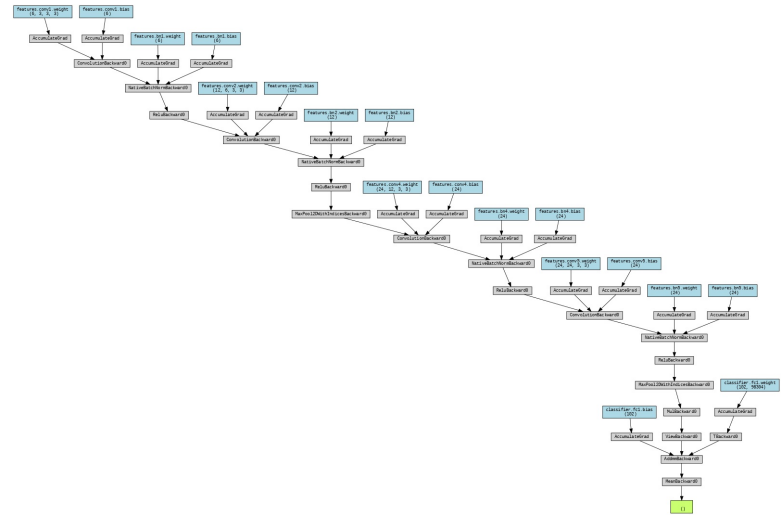 features.conv1.weight
(6, 3, 3, 3)
features.conv1.bias
(6)
AccumulateGrad
AccumulateGrad
features.bn1.weight
(6)
features.bn1.bias
(6)
ConvolutionBackward0
AccumulateGrad
AccumulateGrad
NativeBatchNormBackward0
features.conv2.weight
(12, 6, 3, 3)
features.conv2.bias
(12)
ReluBackward0
AccumulateGrad
AccumulateGrad
features.bn2.weight
(12)
features.bn2.bias
(12)
ConvolutionBackward0
AccumulateGrad
AccumulateGrad
NativeBatchNormBackward0
ReluBackward0
features.conv4.weight
(24, 12, 3, 3)
features.conv4.bias
(24)
MaxPool2DWithIndicesBackward0
AccumulateGrad
AccumulateGrad
features.bn4.weight
(24)
features.bn4.bias
(24)
ConvolutionBackward0
AccumulateGrad
AccumulateGrad
NativeBatchNormBackward0
features.conv5.weight
(24, 24, 3, 3)
features.conv5.bias
(24)
ReluBackward0
AccumulateGrad
AccumulateGrad
features.bn5.weight
(24)
features.bn5.bias
(24)
ConvolutionBackward0
AccumulateGrad
AccumulateGrad
NativeBatchNormBackward0
ReluBackward0
MaxPool2DWithIndicesBackward0
classifier.fc1.weight
(102, 98304)
classifier.fc1.bias
(102)
MulBackward0
AccumulateGrad
AccumulateGrad
ViewBackward0
TBackward0
AddmmBackward0
MeanBackward0
()